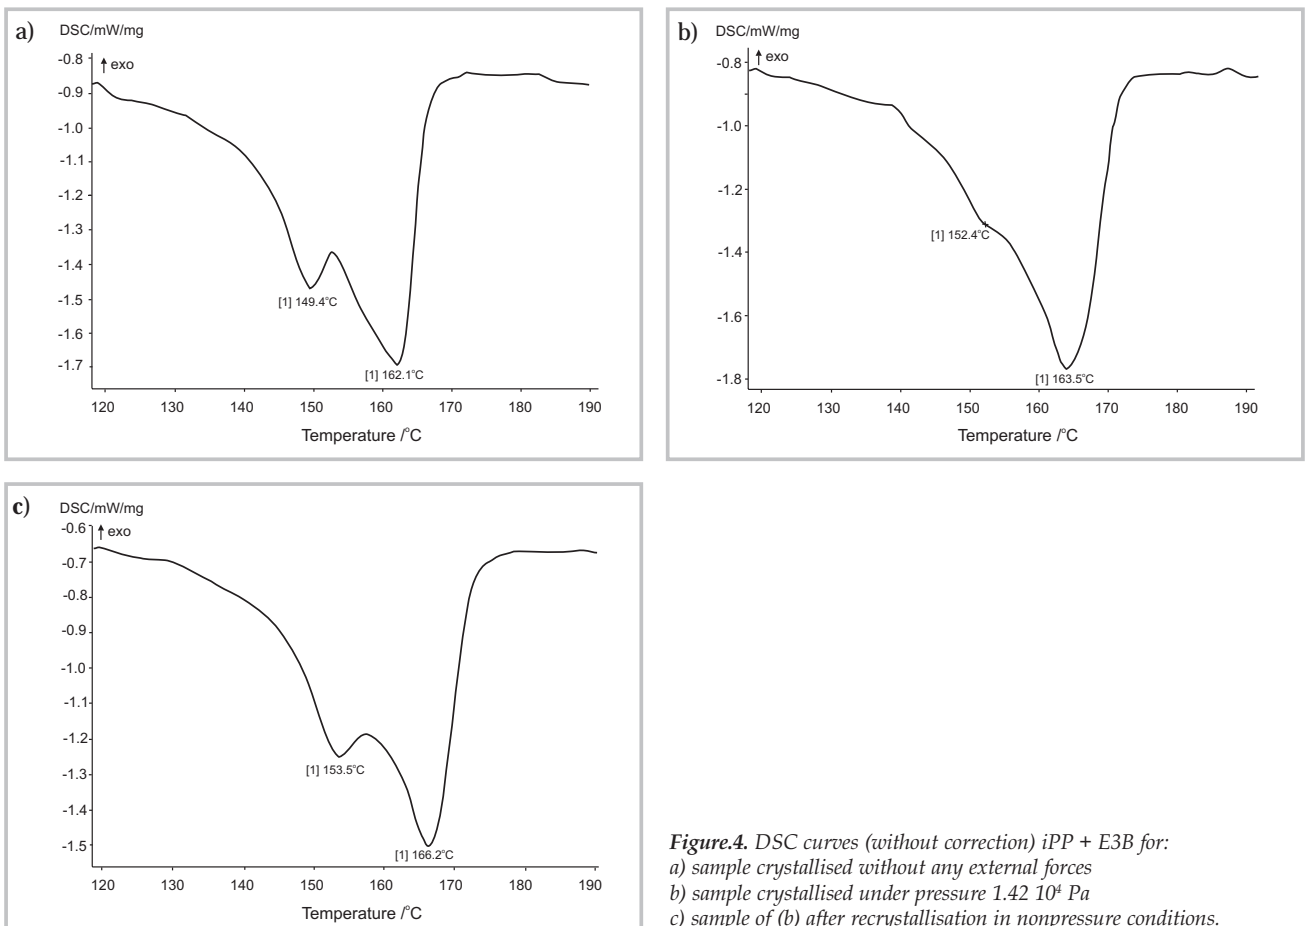 a)
DSC/mW/mg
↑ exo
-0.8
-0.9
-1.0
-1.1
-1.2
-1.3
-1.4
-1.5
-1.6
-1.7
[1] 149.4°C
[1] 162.1°C
120 130 140 150 160 170 180 190
Temperature /°C
b)
DSC/mW/mg
↑ exo
-0.8
-1.0
-1.2
-1.4
-1.6
-1.8
[1] 152.4°C
[1] 163.5°C
120 130 140 150 160 170 180 190
Temperature /°C
c)
DSC/mW/mg
↑ exo
-0.6
-0.7
-0.8
-0.9
-1.0
-1.1
-1.2
-1.3
-1.4
-1.5
[1] 153.5°C
[1] 166.2°C
120 130 140 150 160 170 180 190
Temperature /°C
Figure.4. DSC curves (without correction) iPP + E3B for:
a) sample crystallised without any external forces
b) sample crystallised under pressure 1.42 10⁴ Pa
c) sample of (b) after recrystallisation in nonpressure conditions.